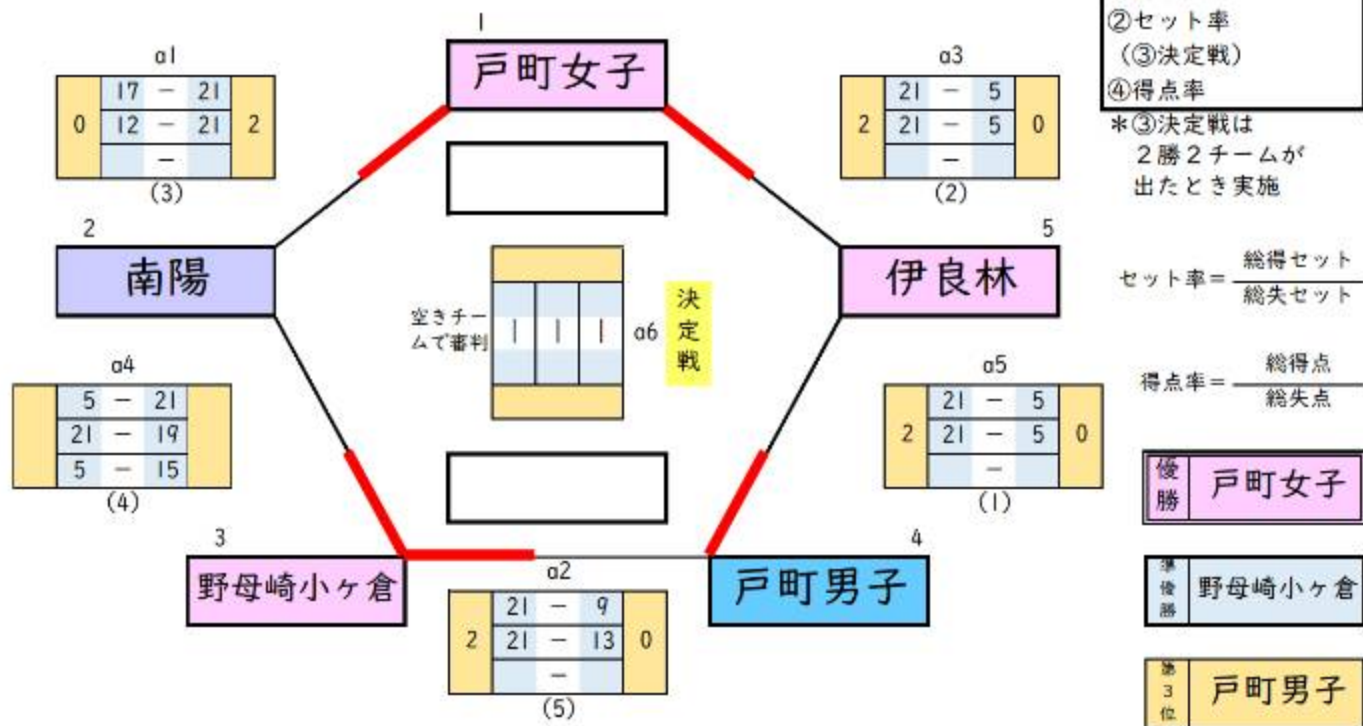 1
戸町女子
a1
0 17 - 21 2
12 - 21
-
(3)
a3
2 21 - 5 0
21 - 5
-
(2)
②セット率
(③決定戦)
④得点率
*③決定戦は
2勝2チームが
出たとき実施
2
南陽
5
伊良林
空きチー
ムで審判
a6
決定戦
セット率=総得セット
総失セット
得点率=総得点
総失点
a4
5 - 21
21 - 19
5 - 15
(4)
a5
2 21 - 5 0
21 - 5
-
(1)
3
野母崎小ヶ倉
4
戸町男子
a2
2 21 - 9 0
21 - 13
-
(5)
優勝 戸町女子
準優勝 野母崎小ヶ倉
第3位 戸町男子